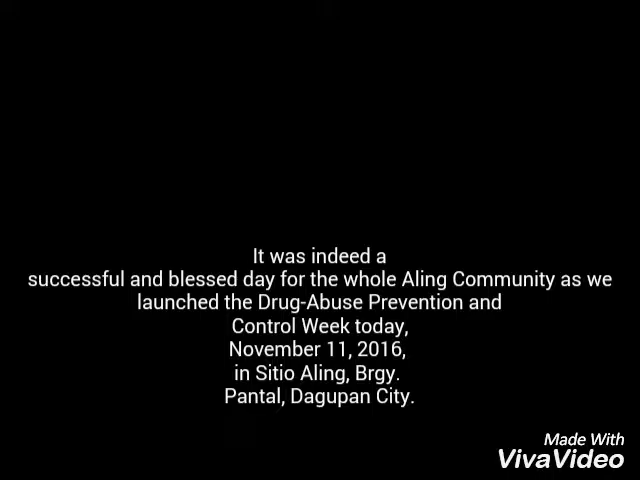 It was indeed a
successful and blessed day for the whole Aling Community as we
launched the Drug-Abuse Prevention and
Control Week today,
November 11, 2016,
in Sitio Aling, Brgy.
Pantal, Dagupan City.
Made With
VivaVideo